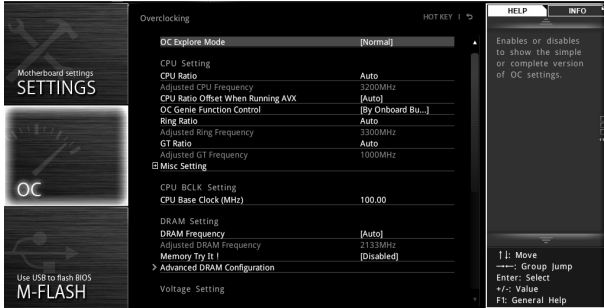 Motherboard settings
SETTINGS
OC
Use USB to flash BIOS
M-FLASH
Overclocking
HOT KEY
OC Explore Mode [Normal]
CPU Setting
CPU Ratio Auto
Adjusted CPU Frequency 3200MHz
CPU Ratio Offset When Running AVX [Auto]
OC Genie Function Control [By Onboard Bu...]
Ring Ratio Auto
Adjusted Ring Frequency 3300MHz
GT Ratio Auto
Adjusted GT Frequency 1000MHz
Misc Setting
CPU BCLK Setting
CPU Base Clock (MHz) 100.00
DRAM Setting
DRAM Frequency [Auto]
Adjusted DRAM Frequency 2133MHz
Memory Try It ! [Disabled]
Advanced DRAM Configuration
Voltage Setting
HELP
INFO
Enables or disables
to show the simple
or complete version
of OC settings.
↑↓: Move
→←: Group Jump
Enter: Select
+/-: Value
F1: General Help